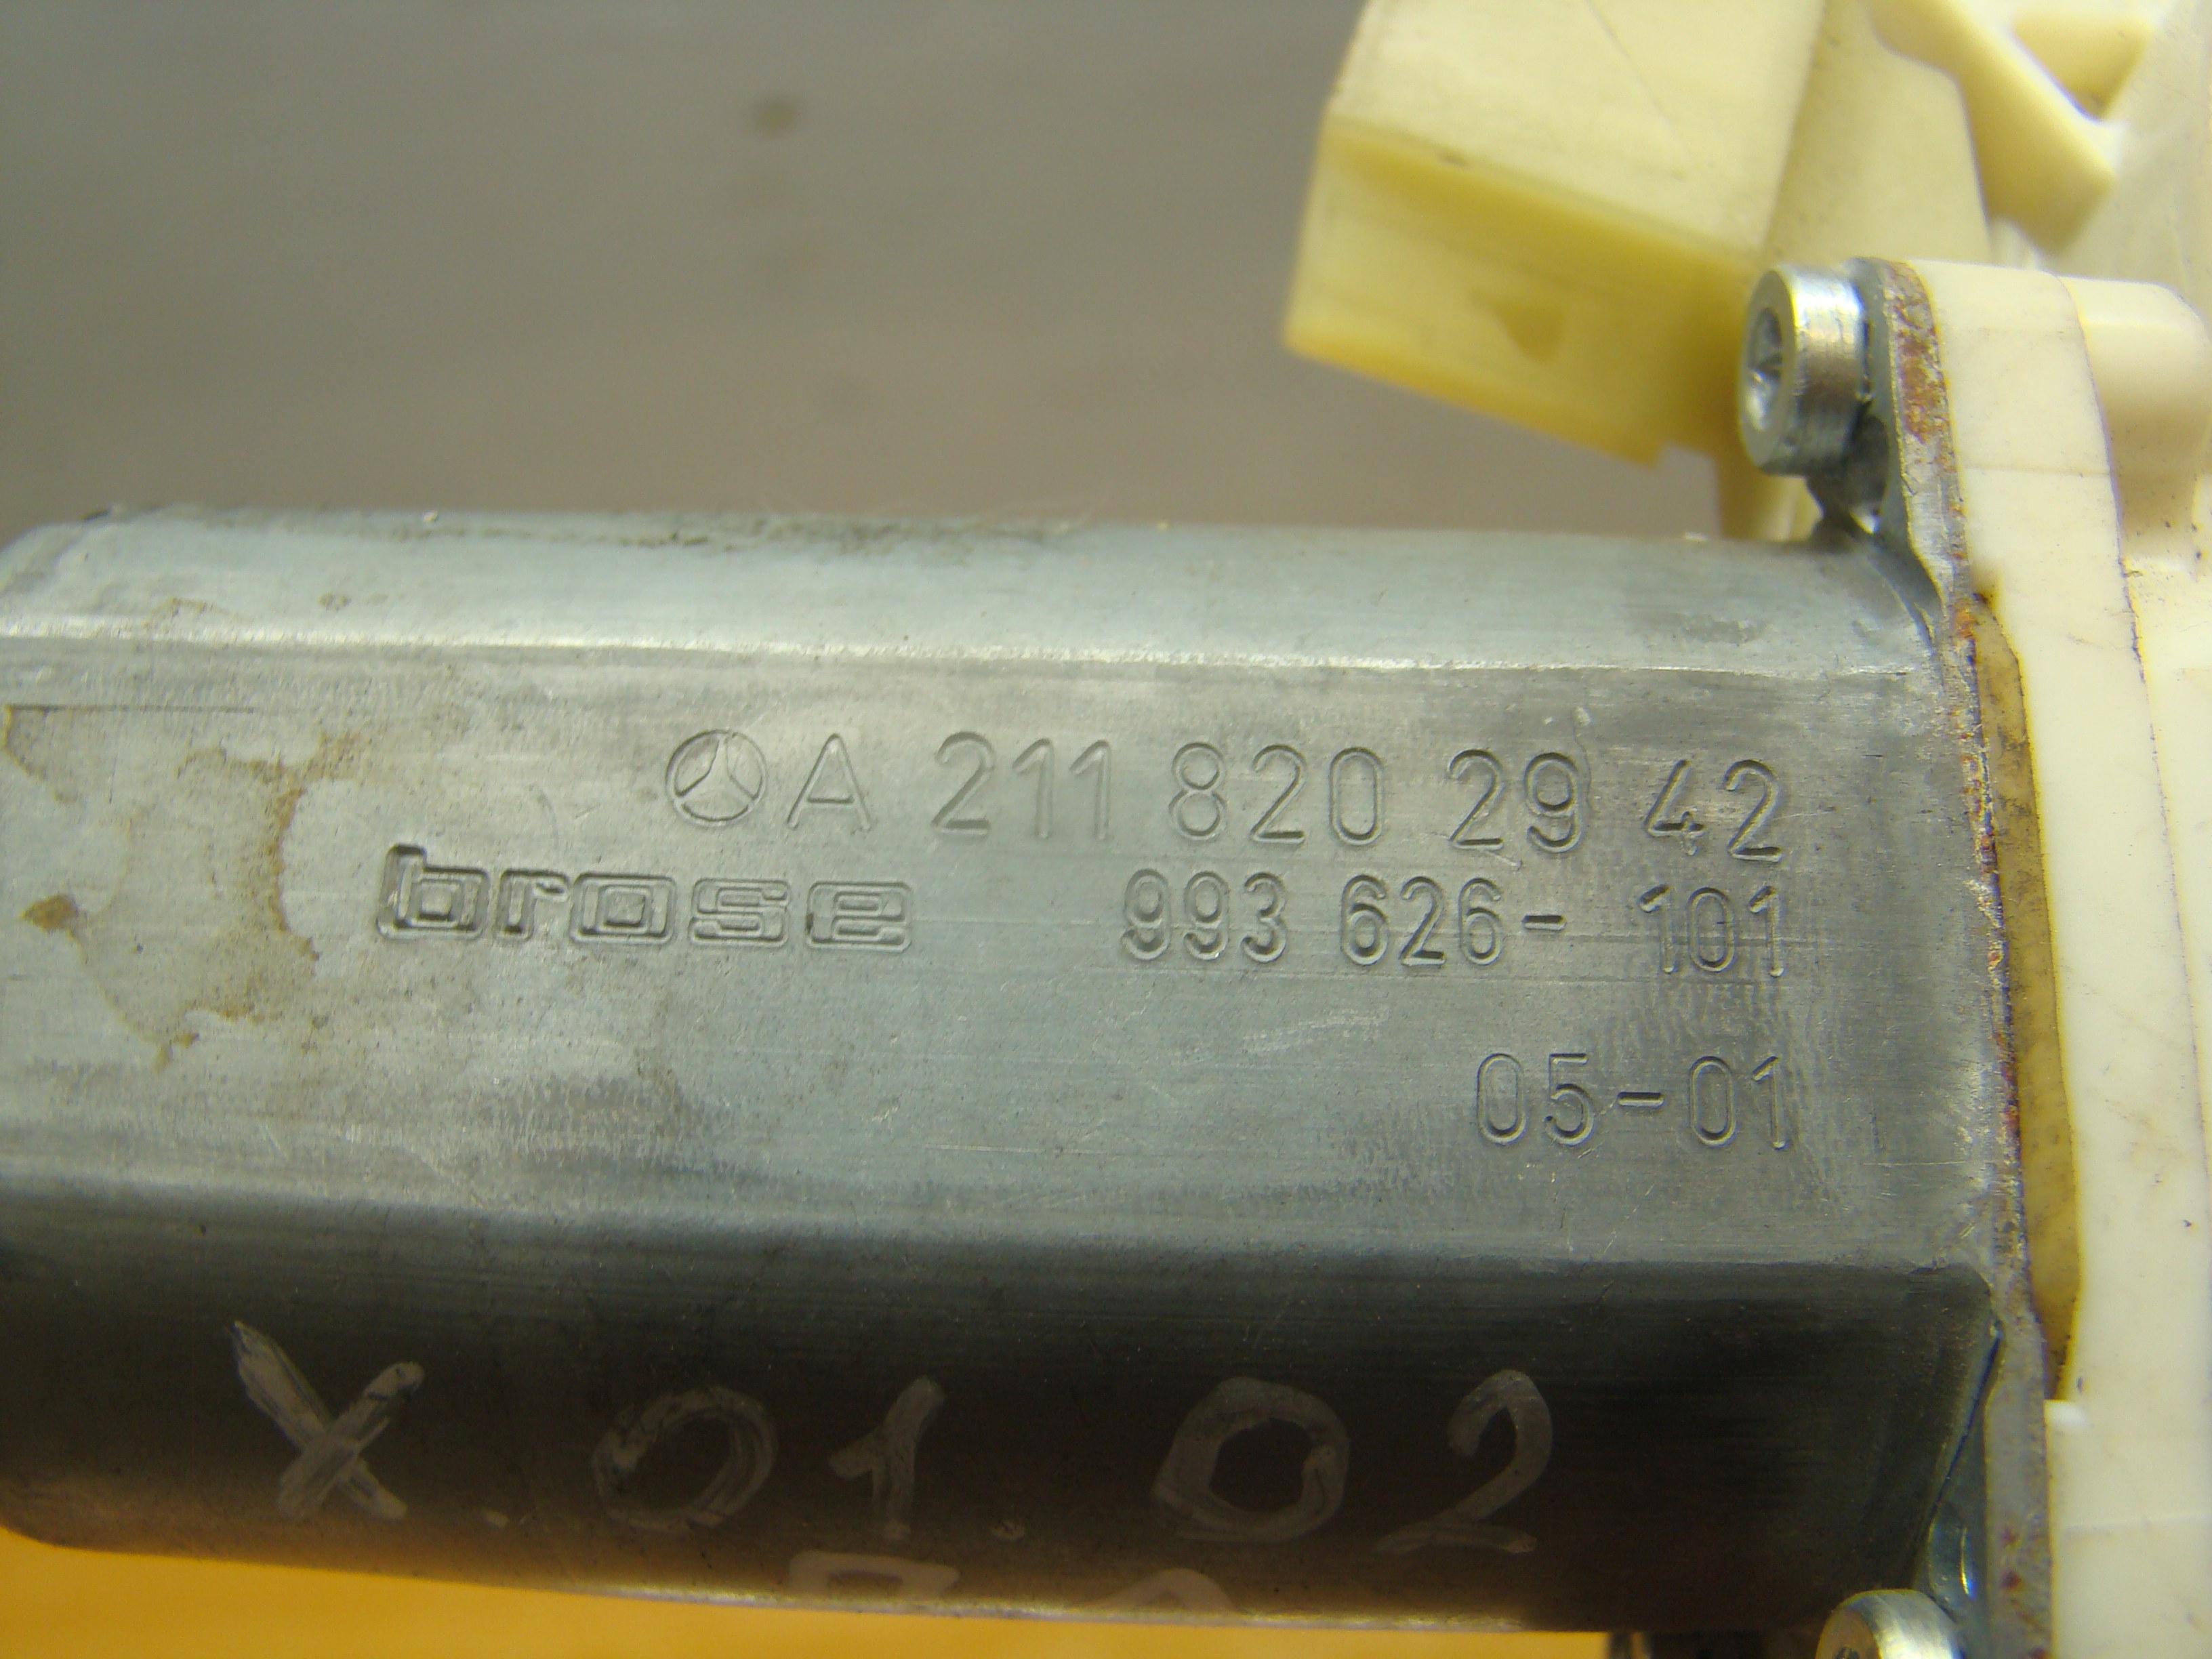 A 211 820 29 42
brose 993 626- 101
05-01
X.01.02